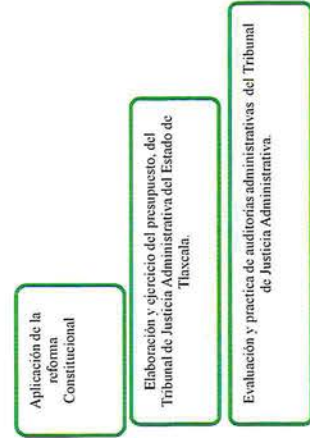 Aplicación de la
reforma
Constitucional
Elaboración y ejercicio del presupuesto, del
Tribunal de Justicia Administrativa del Estado de
Tlaxcala.
Evaluación y practica de auditorias administrativas del Tribunal
de Justicia Administrativa.